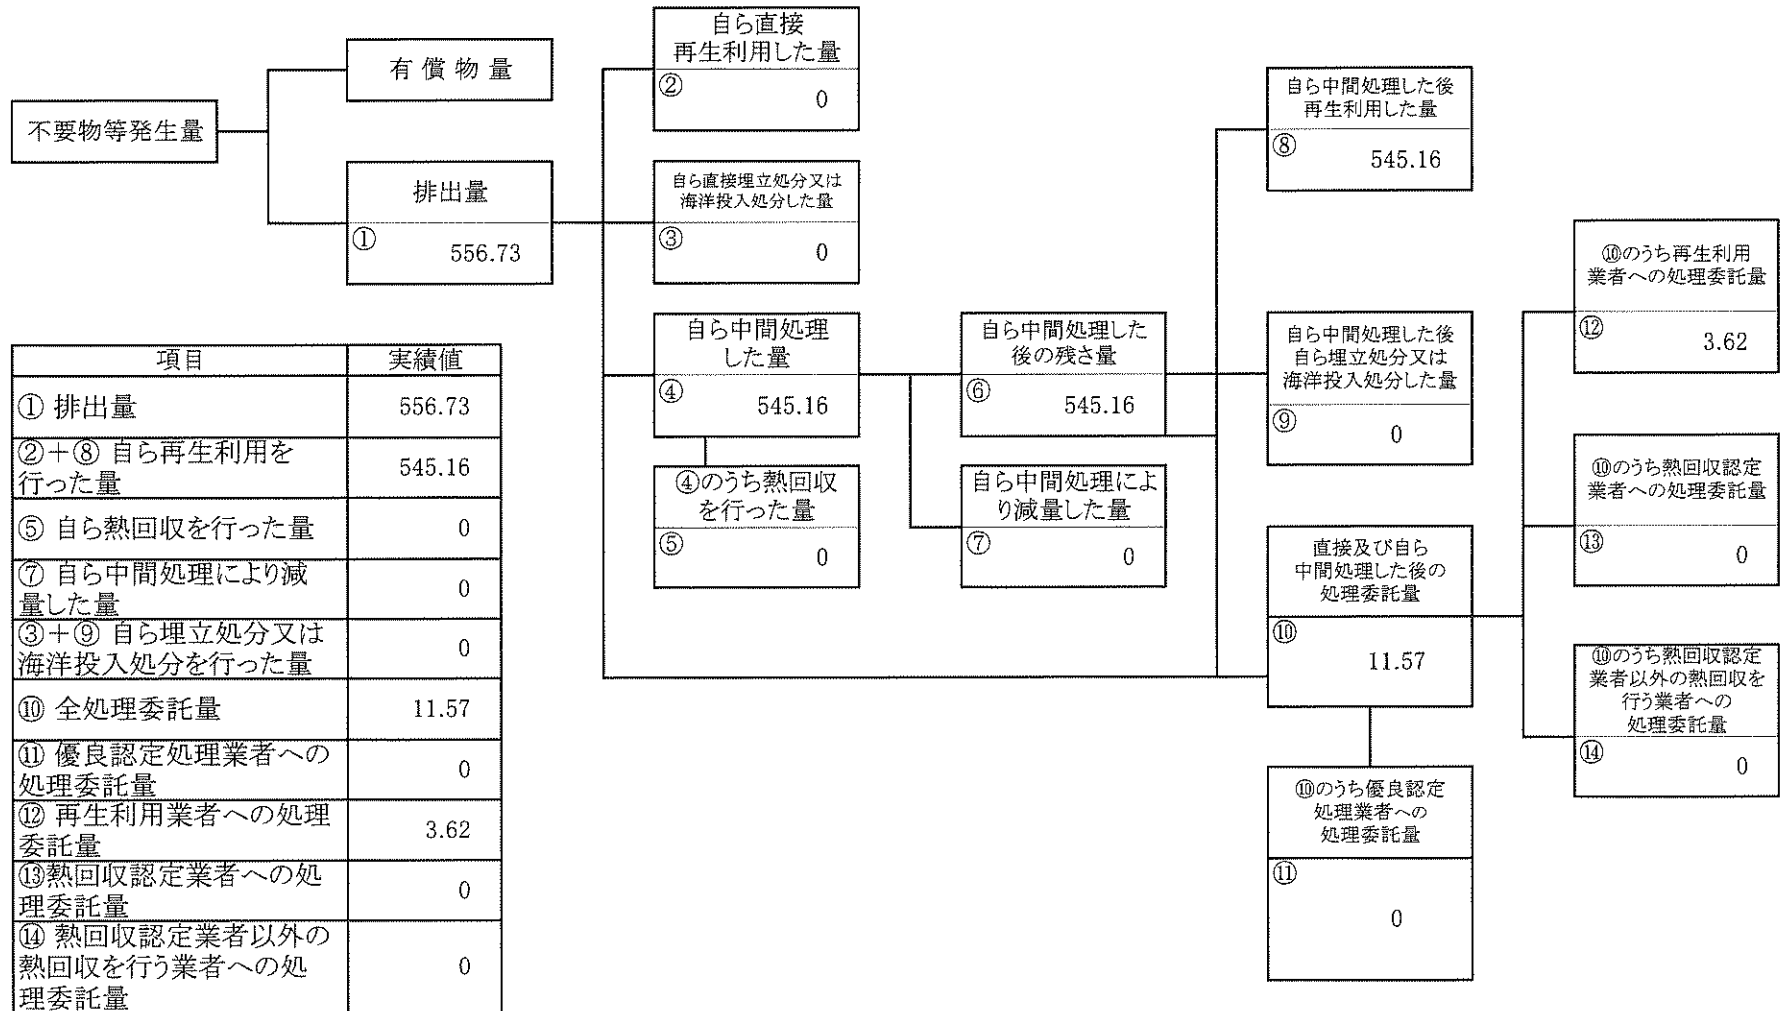 不要物等発生量
有償物量
排出量
①
556.73
自ら直接
再生利用した量
②
0
自ら直接埋立処分又は
海洋投入処分した量
③
0
自ら中間処理
した量
④
545.16
④のうち熱回収
を行った量
⑤
0
自ら中間処理した
後の残さ量
⑥
545.16
自ら中間処理によ
り減量した量
⑦
0
自ら中間処理した後
再生利用した量
⑧
545.16
自ら中間処理した後
自ら埋立処分又は
海洋投入処分した量
⑨
0
直接及び自ら
中間処理した後の
処理委託量
⑩
11.57
⑩のうち優良認定
処理業者への
処理委託量
⑪
0
⑩のうち再生利用
業者への処理委託量
⑫
3.62
⑩のうち熱回収認定
業者への処理委託量
⑬
0
⑩のうち熱回収認定
業者以外の熱回収を
行う業者への
処理委託量
⑭
0
項目 実績値
① 排出量 556.73
②+⑧ 自ら再生利用を
行った量 545.16
⑤ 自ら熱回収を行った量 0
⑦ 自ら中間処理により減
量した量 0
③+⑨ 自ら埋立処分又は
海洋投入処分を行った量 0
⑩ 全処理委託量 11.57
⑪ 優良認定処理業者への
処理委託量 0
⑫ 再生利用業者への処理
委託量 3.62
⑬熱回収認定業者への処
理委託量 0
⑭ 熱回収認定業者以外の
熱回収を行う業者への処
理委託量 0